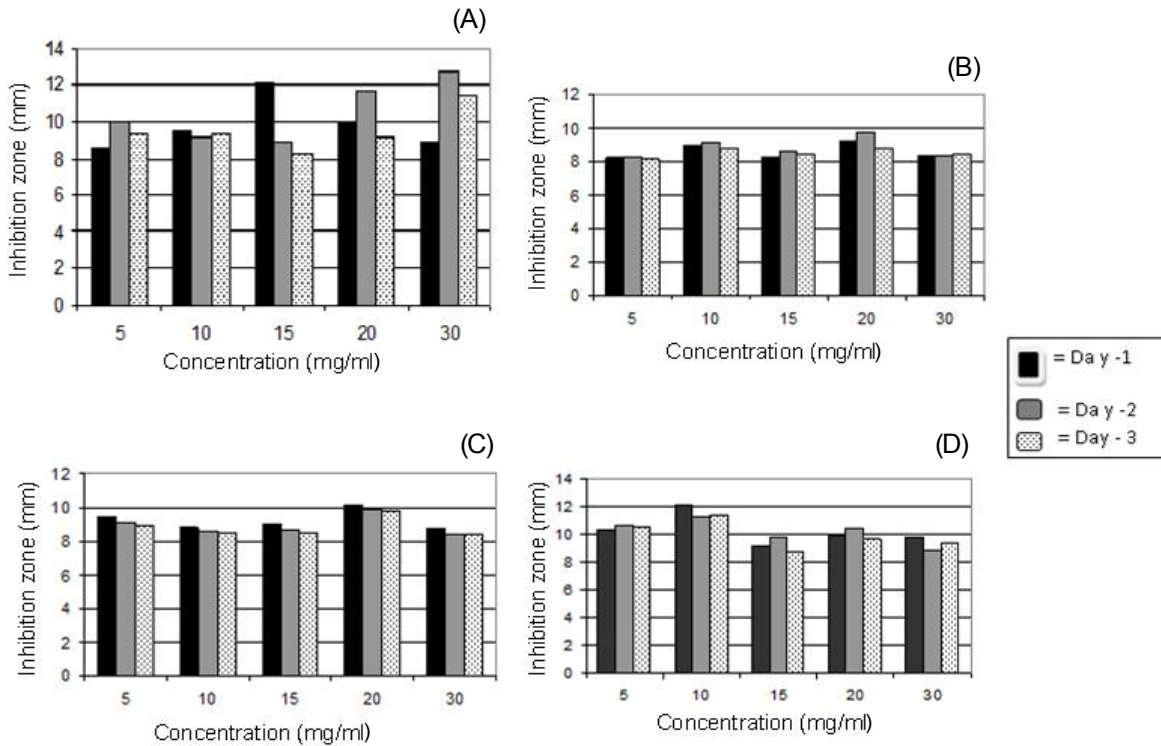 (A)
14
12
10
8
6
4
2
0
Inhibition zone (mm)
5 10 15 20 30
Concentration (mg/ml)
(B)
12
10
8
6
4
2
0
Inhibition zone (mm)
5 10 15 20 30
Concentration (mg/ml)
= Da y -1
= Da y -2
= Day - 3
(C)
12
10
8
6
4
2
0
Inhibition zone (mm)
5 10 15 20 30
Concentration (mg/ml)
(D)
14
12
10
8
6
4
2
0
Inhibition zone (mm)
5 10 15 20 30
Concentration (mg/ml)